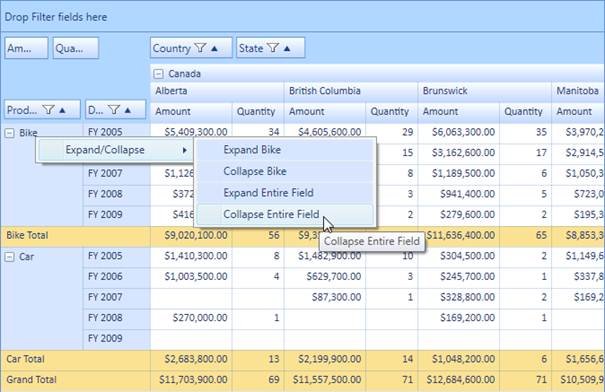 Drop Filter fields here
Am... Qua... Country State
Canada
Alberta British Columbia Brunswick Manitoba
Prod... D... Amount Quantity Amount Quantity Amount Quantity Amount
Bike FY 2005 $5,409,300.00 34 $4,605,600.00 29 $6,063,300.00 35 $3,970,2
Expand/Collapse Expand Bike 15 $3,162,600.00 17 $2,914,5
FY 2007 $1,126 Collapse Bike 8 $1,189,500.00 6 $1,050,3
FY 2008 $372 Expand Entire Field 3 $941,400.00 5 $723,0
FY 2009 $416 Collapse Entire Field 2 $279,600.00 2 $195,3
Bike Total $9,020,100.00 56 $9,3 $11,636,400.00 65 $8,853,3
Collapse Entire Field
Car FY 2005 $1,410,300.00 8 $1,482,900.00 10 $304,500.00 2 $1,149,6
FY 2006 $1,003,500.00 4 $629,700.00 3 $245,700.00 1 $337,8
FY 2007 $87,300.00 1 $328,800.00 2 $169,2
FY 2008 $270,000.00 1 $169,200.00 1
FY 2009
Car Total $2,683,800.00 13 $2,199,900.00 14 $1,048,200.00 6 $1,656,6
Grand Total $11,703,900.00 69 $11,557,500.00 71 $12,684,600.00 71 $10,509,9